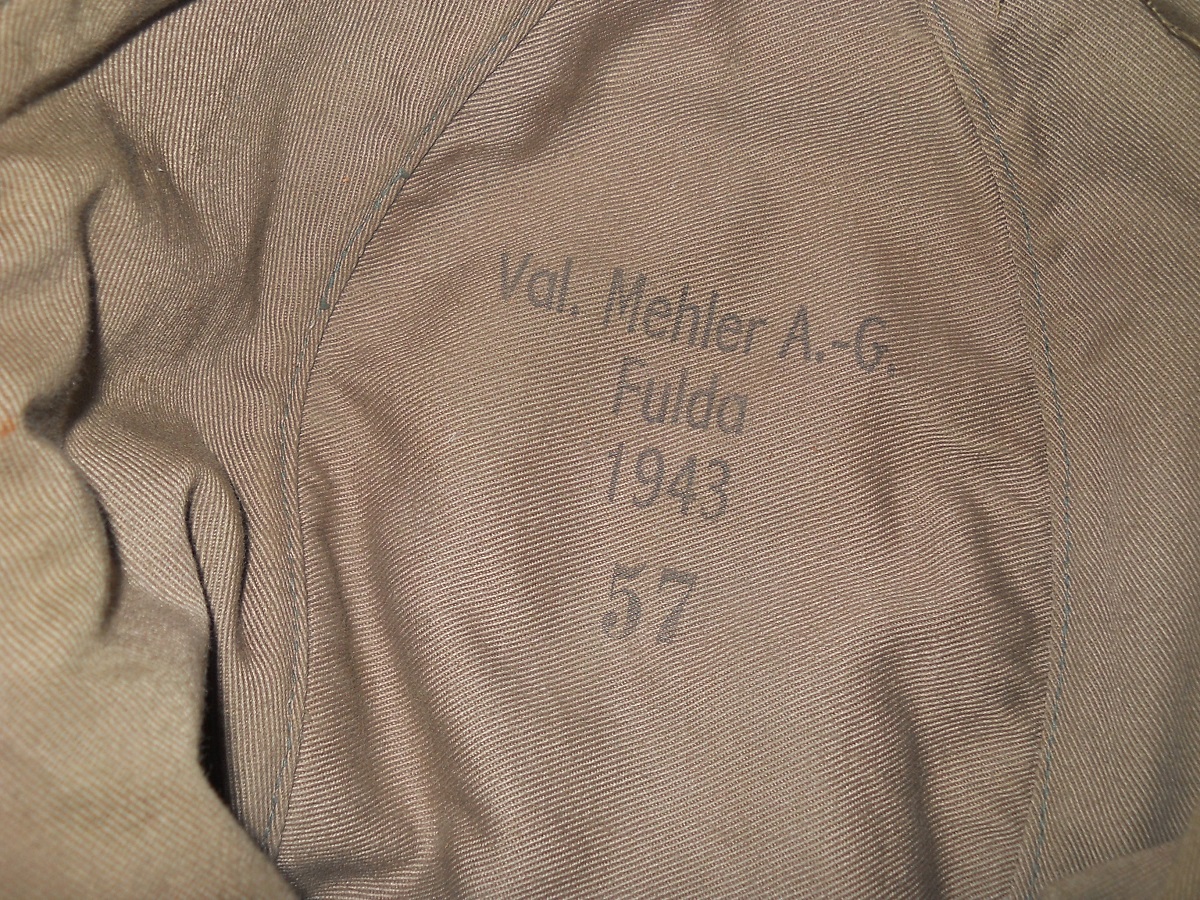 Val. Mehler A.-G.
Fulda
1943
57